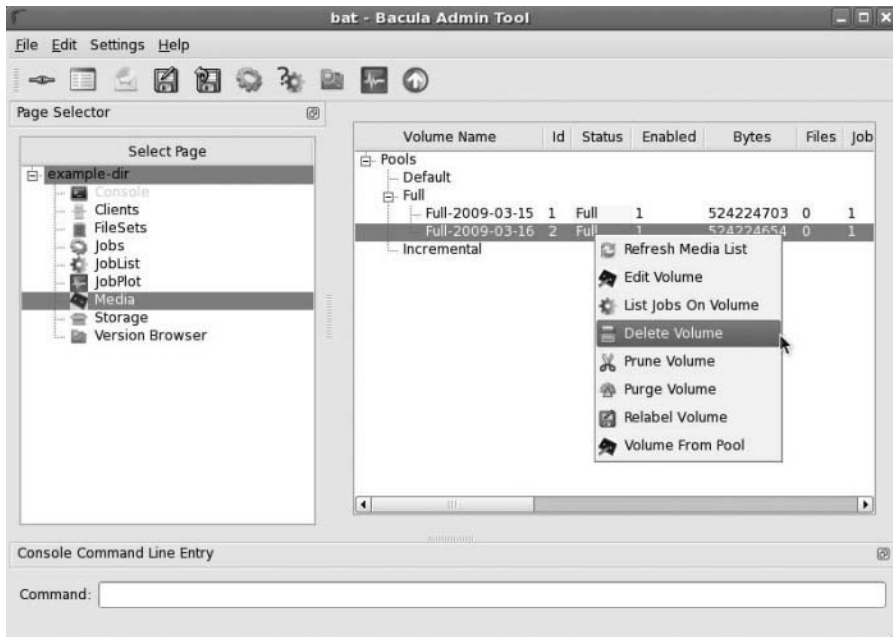 bat - Bacula Admin Tool
File Edit Settings Help
Page Selector
Select Page
example-dir
Console
Clients
FileSets
Jobs
JobList
JobPlot
Media
Storage
Version Browser
Volume Name Id Status Enabled Bytes Files Job
Pools
Default
Full
Full-2009-03-15 1 Full 1 524224703 0 1
Full-2009-03-16 2 Full 1 524224654 0 1
Incremental
Refresh Media List
Edit Volume
List Jobs On Volume
Delete Volume
Prune Volume
Purge Volume
Relabel Volume
Volume From Pool
Console Command Line Entry
Command: